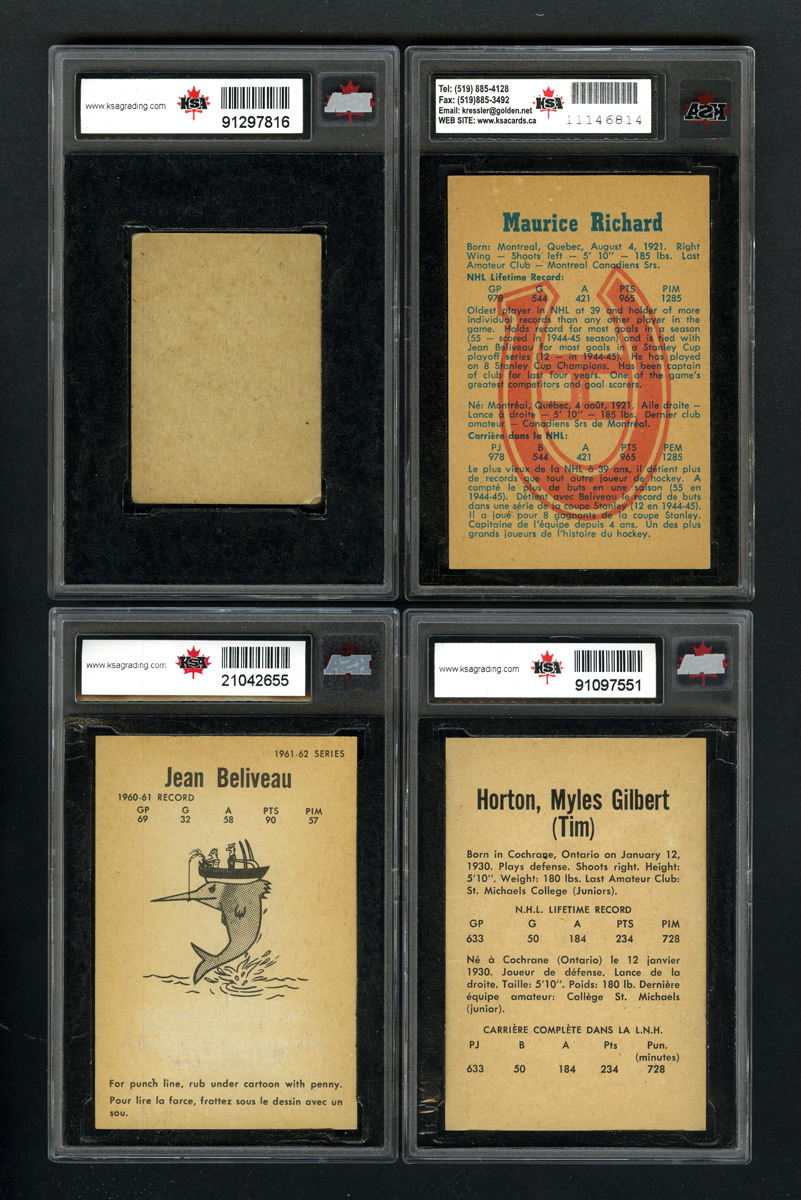 www.ksagrading.com
KSA
91297816
KSA
Tel: (519) 885-4128
Fax: (519)885-3492
Email: kressler@golden.net
WEB SITE: www.ksacards.ca
KSA
11146814
KSA
Maurice Richard
Born: Montreal, Quebec, August 4, 1921. Right
Wing — Shoots left — 5' 10" — 185 lbs. Last
Amateur Club — Montreal Canadiens Srs.
NHL Lifetime Record:
GP G A PTS PIM
978 544 421 965 1285
Oldest player in NHL at 39 and holder of more
individual records than any other player in the
game. Holds record for most goals in a season
(55 — scored in 1944-45 season) and is tied with
Jean Beliveau for most goals in a Stanley Cup
playoff series (12 — in 1944-45). He has played
on 8 Stanley Cup Champions. Has been captain
of club for last four years. One of the game's
greatest competitors and goal scorers.
Né: Montréal, Québec, 4 août, 1921. Aile droite —
Lance à droite — 5' 10" — 185 lbs. Dernier club
amateur — Canadiens Srs de Montréal.
Carrière dans la NHL:
PJ B A PTS PEM
978 544 421 965 1285
Le plus vieux de la NHL à 39 ans, il détient plus
de records que tout autre joueur de hockey. A
compté le plus de buts en une saison (55 en
1944-45). Détient avec Beliveau le record de buts
dans une série de la coupe Stanley (12 en 1944-45).
Il a joué pour 8 gagnants de la coupe Stanley.
Capitaine de l'équipe depuis 4 ans. Un des plus
grands joueurs de l'histoire du hockey.
www.ksagrading.com
KSA
21042655
KSA
1961-62 SERIES
Jean Beliveau
1960-61 RECORD
GP G A PTS PIM
69 32 58 90 57
For punch line, rub under cartoon with penny.
Pour lire la farce, frottez sous le dessin avec un
sou.
www.ksagrading.com
KSA
91097551
KSA
Horton, Myles Gilbert
(Tim)
Born in Cochrane, Ontario on January 12,
1930. Plays defense. Shoots right. Height:
5'10". Weight: 180 lbs. Last Amateur Club:
St. Michaels College (Juniors).
N.H.L. LIFETIME RECORD
GP G A PTS PIM
633 50 184 234 728
Né à Cochrane (Ontario) le 12 janvier
1930. Joueur de défense. Lance de la
droite. Taille: 5'10". Poids: 180 lb. Dernière
équipe amateur: Collège St. Michaels
(junior).
CARRIÈRE COMPLÈTE DANS LA L.N.H.
PJ B A Pts Pun.
(minutes)
633 50 184 234 728